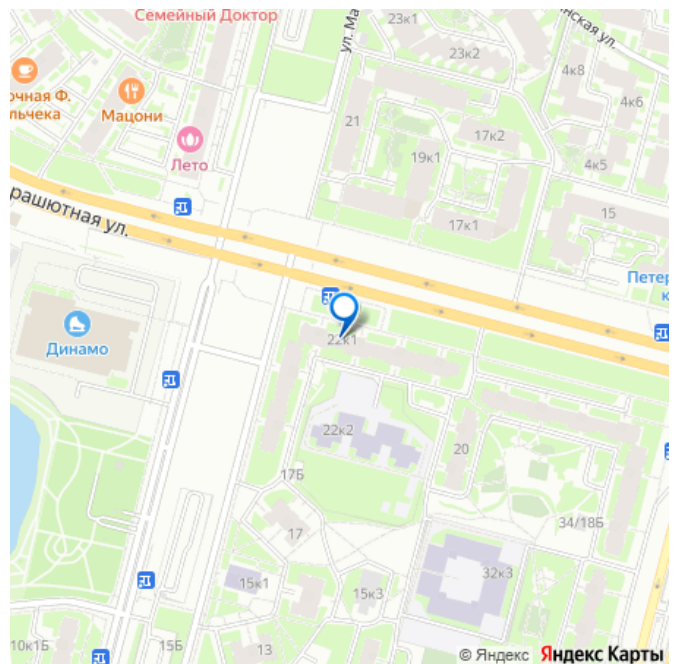 Семейный Доктор
23к1
ул. Ма
нская ул.
23к2
4к8
4к6
очная Ф.
льчека
Мацони
21
17к2
Лето
19к1
4к5
рашютная ул.
15
17к1
Петер
к
22к1
Динамо
22к2
20
17Б
17
34/18Б
15к1
15к3
32к3
10к1Б
15Б
13
© Яндекс Яндекс Карты